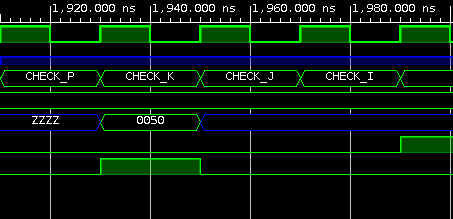 1,920.000 ns 1,940.000 ns 1,960.000 ns 1,980.000 ns
CHECK_P CHECK_K CHECK_J CHECK_I
ZZZZ 0050